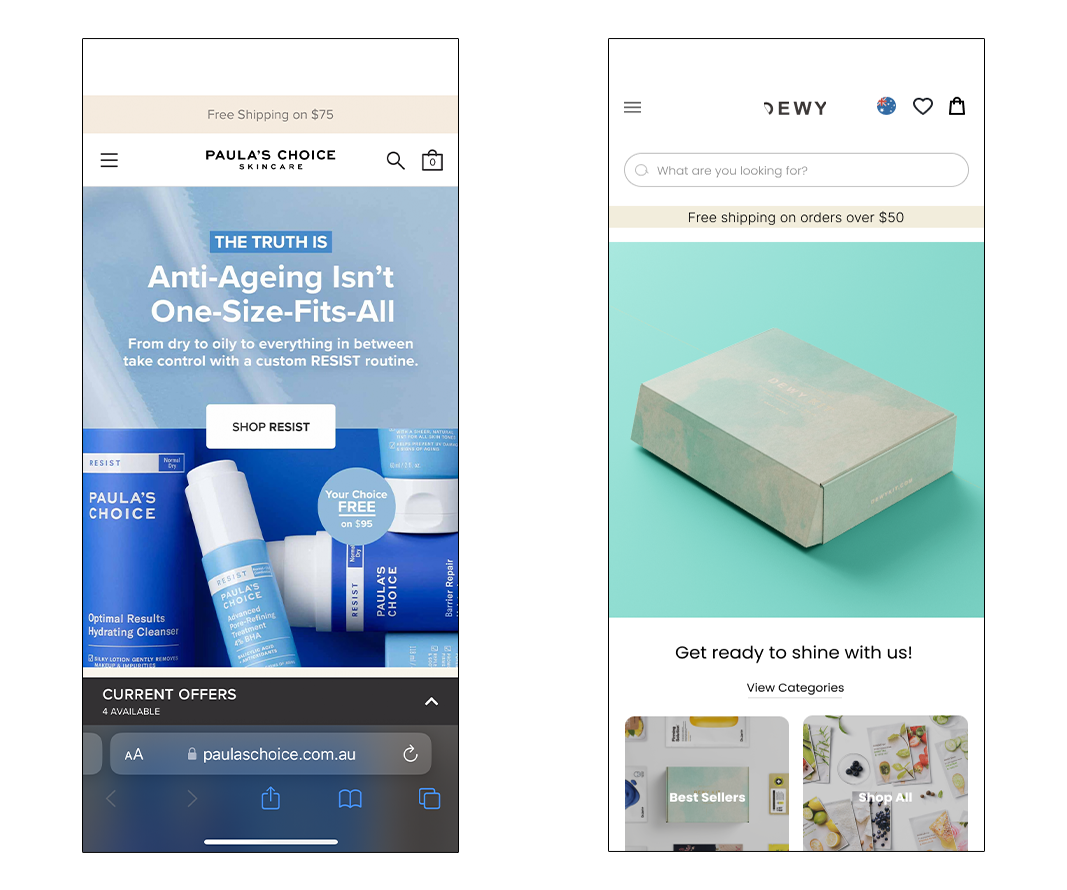 Free Shipping on $75
PAULA'S CHOICE
SKINCARE
0
THE TRUTH IS
Anti-Ageing Isn't
One-Size-Fits-All
From dry to oily to everything in between
take control with a custom RESIST routine.
SHOP RESIST
RESIST
Normal
Dry
PAULA'S
CHOICE
Optimal Results
Hydrating Cleanser
SILKY LOTION GENTLY REMOVES
MAKEUP & IMPURITIES
RESIST
PAULA'S
CHOICE
Advanced
Pore-Refining
Treatment
4% BHA
SALICYLIC ACID
+ ANTIOXIDANTS
Your Choice
FREE
on $95
RESIST
PAULA'S
CHOICE
Barrier Repair
CURRENT OFFERS
4 AVAILABLE
AA
paulaschoice.com.au
DEWY
What are you looking for?
Free shipping on orders over $50
DEWY
Get ready to shine with us!
View Categories
Best Sellers
Shop All